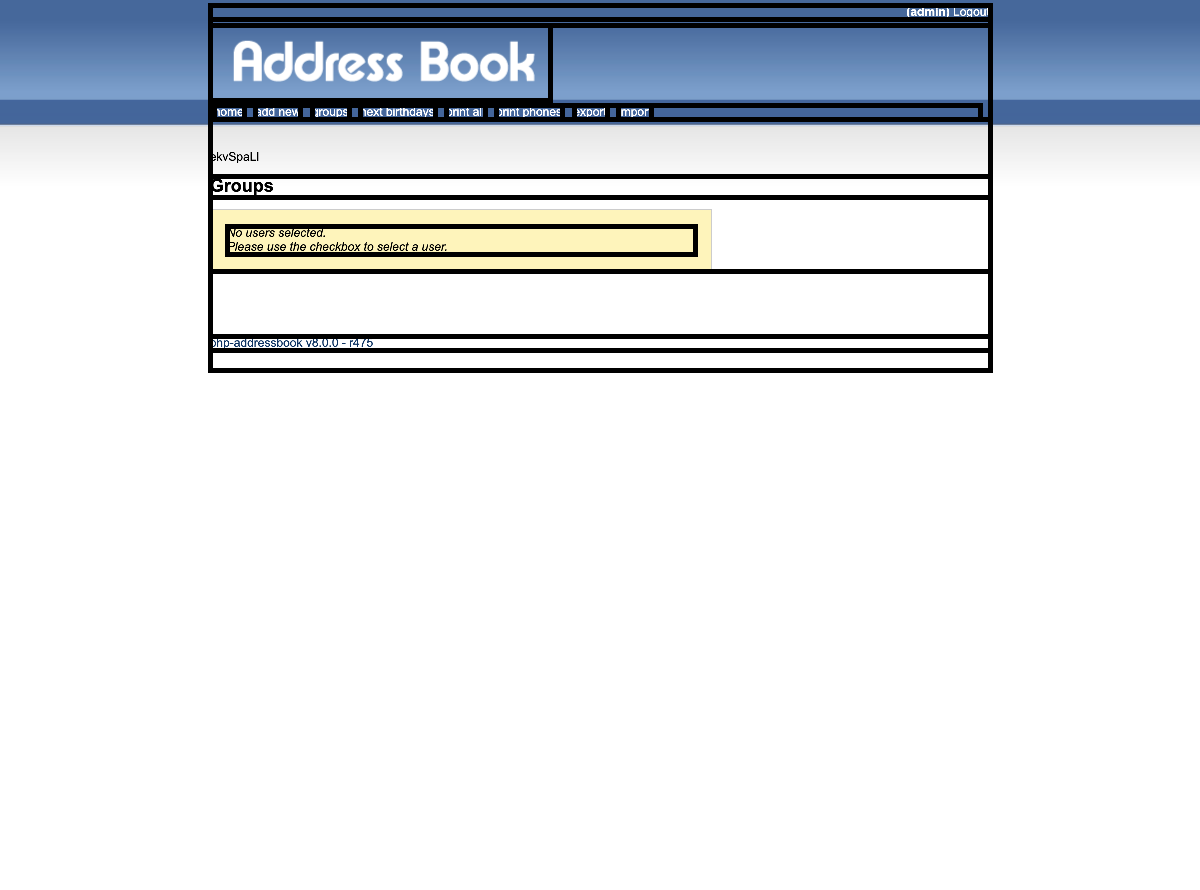 (admin) Logout
Address Book
home add new groups next birthdays print all print phones export import
ekvSpaLl
Groups
No users selected.
Please use the checkbox to select a user.
php-addressbook v8.0.0 - r475